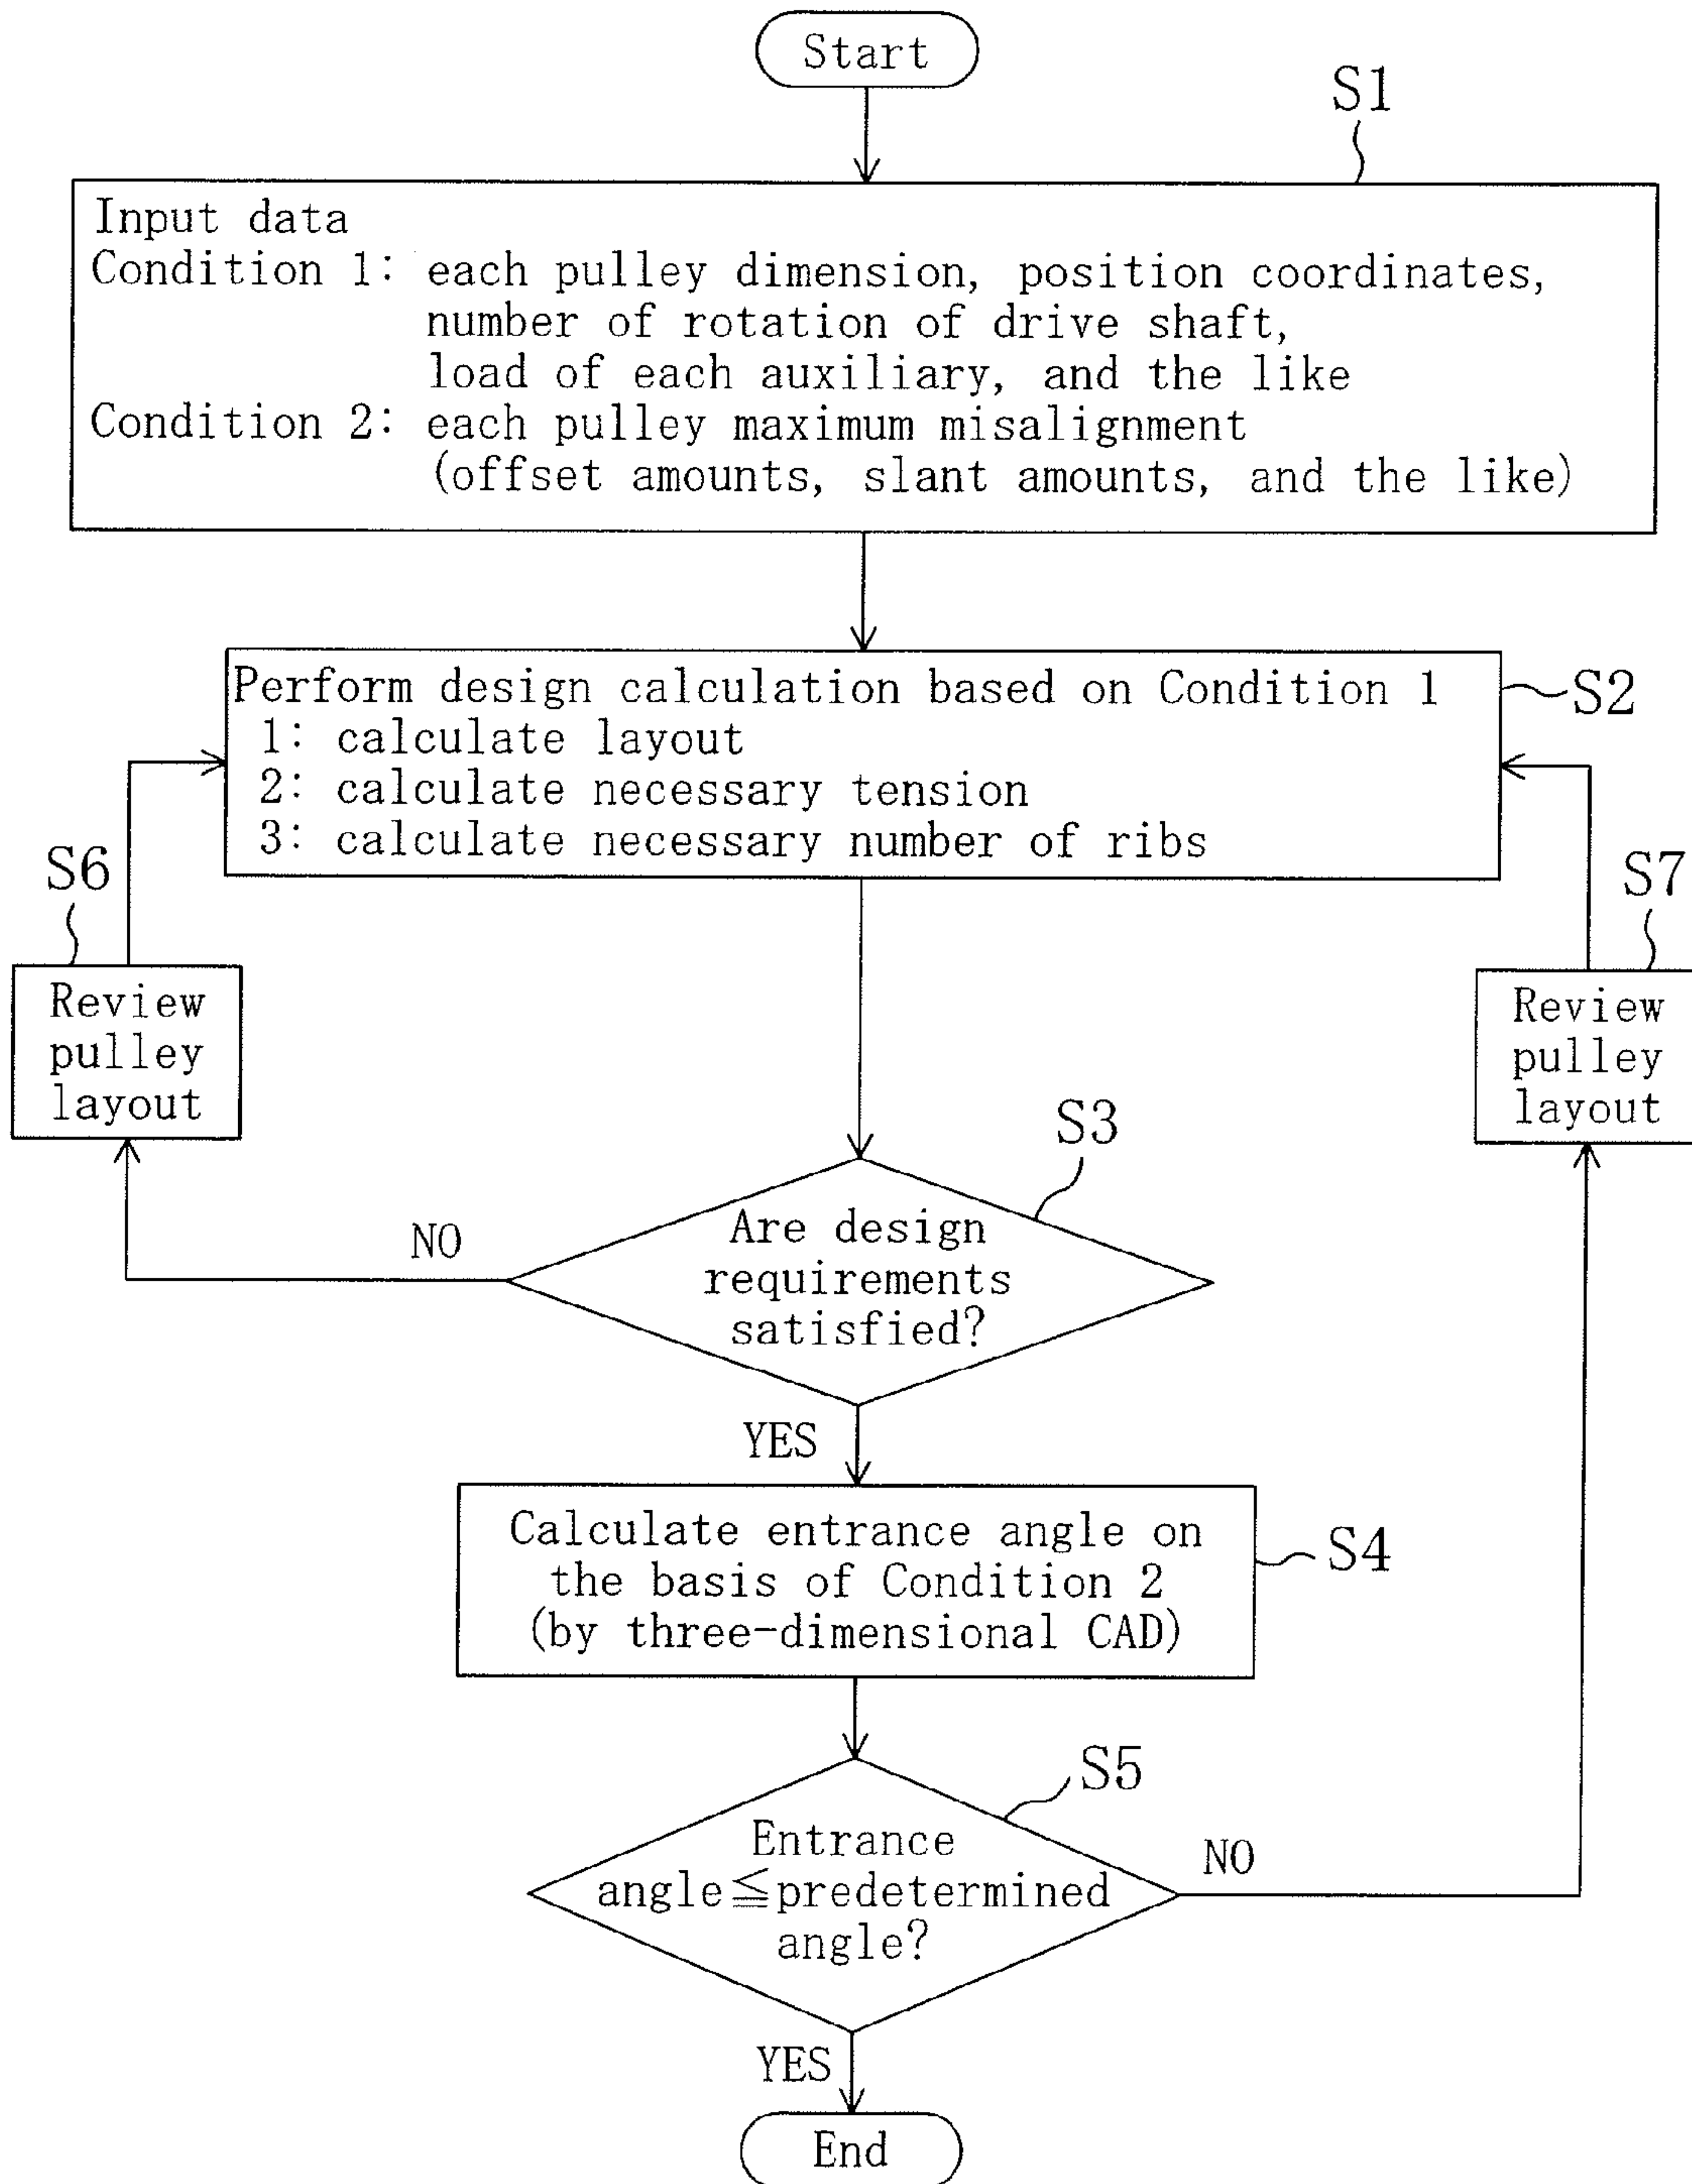 Start
S1
Input data
Condition 1: each pulley dimension, position coordinates,
number of rotation of drive shaft,
load of each auxiliary, and the like
Condition 2: each pulley maximum misalignment
(offset amounts, slant amounts, and the like)
Perform design calculation based on Condition 1
S2
1: calculate layout
2: calculate necessary tension
3: calculate necessary number of ribs
S6
S7
Review
pulley
layout
Review
pulley
layout
S3
Are design
requirements
satisfied?
NO
YES
Calculate entrance angle on
the basis of Condition 2
(by three-dimensional CAD)
S4
S5
Entrance
angle≦predetermined
angle?
NO
YES
End